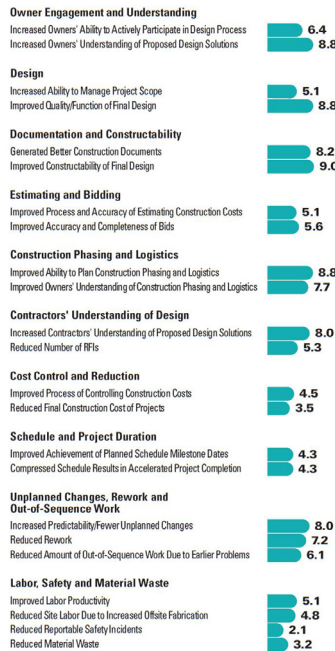 Owner Engagement and Understanding
Increased Owners' Ability to Actively Participate in Design Process 6.4
Increased Owners' Understanding of Proposed Design Solutions 8.8
Design
Increased Ability to Manage Project Scope 5.1
Improved Quality/Function of Final Design 8.8
Documentation and Constructability
Generated Better Construction Documents 8.2
Improved Constructability of Final Design 9.0
Estimating and Bidding
Improved Process and Accuracy of Estimating Construction Costs 5.1
Improved Accuracy and Completeness of Bids 5.6
Construction Phasing and Logistics
Improved Ability to Plan Construction Phasing and Logistics 8.8
Improved Owners' Understanding of Construction Phasing and Logistics 7.7
Contractors' Understanding of Design
Increased Contractors' Understanding of Proposed Design Solutions 8.0
Reduced Number of RFIs 5.3
Cost Control and Reduction
Improved Process of Controlling Construction Costs 4.5
Reduced Final Construction Cost of Projects 3.5
Schedule and Project Duration
Improved Achievement of Planned Schedule Milestone Dates 4.3
Compressed Schedule Results in Accelerated Project Completion 4.3
Unplanned Changes, Rework and
Out-of-Sequence Work
Increased Predictability/Fewer Unplanned Changes 8.0
Reduced Rework 7.2
Reduced Amount of Out-of-Sequence Work Due to Earlier Problems 6.1
Labor, Safety and Material Waste
Improved Labor Productivity 5.1
Reduced Site Labor Due to Increased Offsite Fabrication 4.8
Reduced Reportable Safety Incidents 2.1
Reduced Material Waste 3.2